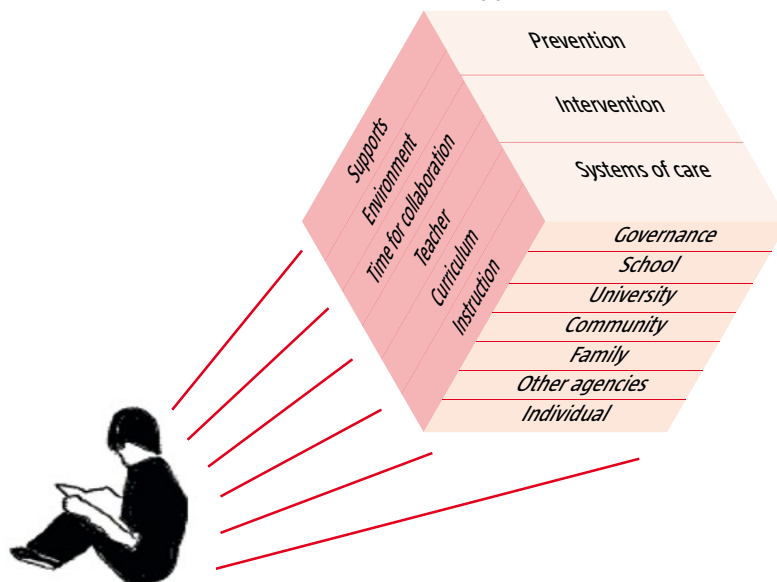 Prevention
Intervention
Systems of care
Supports
Environment
Time for collaboration
Teacher
Curriculum
Instruction
Governance
School
University
Community
Family
Other agencies
Individual